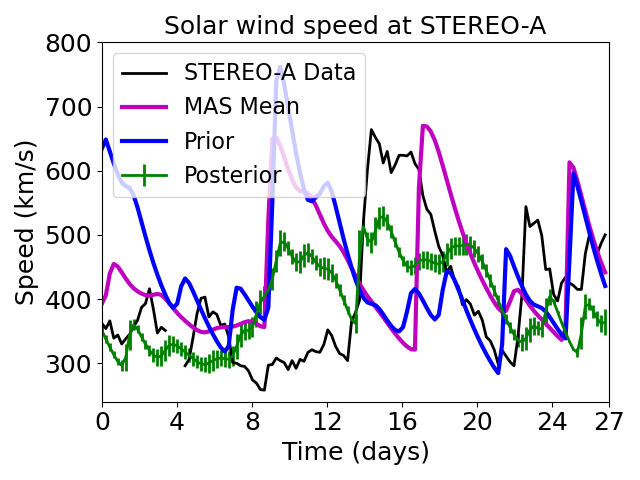 Solar wind speed at STEREO-A
800
700
600
500
400
300
Speed (km/s)
STEREO-A Data
MAS Mean
Prior
Posterior
0 4 8 12 16 20 24 27
Time (days)